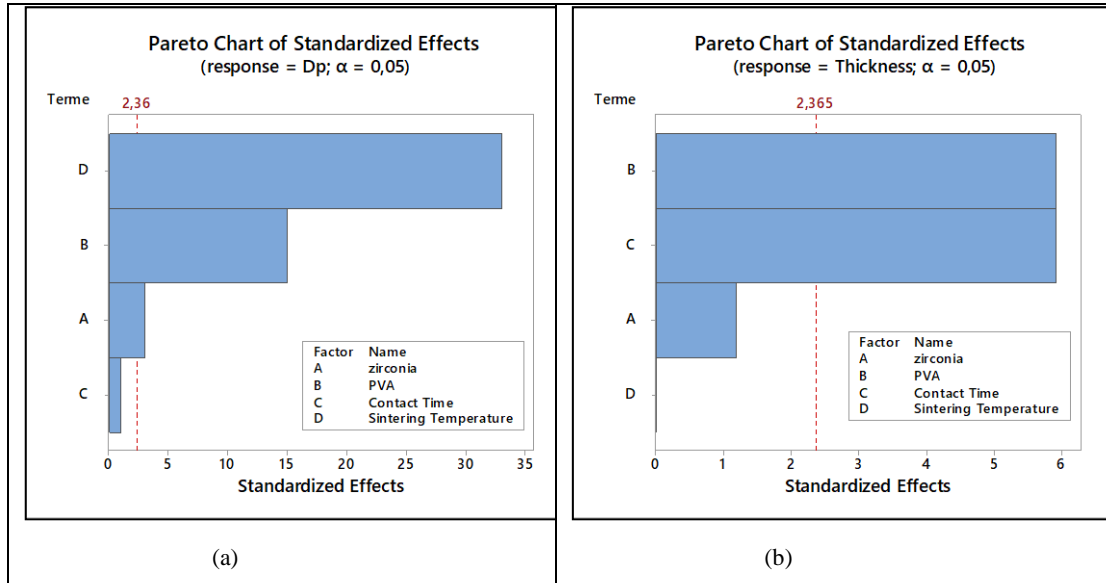 Pareto Chart of Standardized Effects
(response = Dp; α = 0,05)
Terme
2,36
D
B
A
C
Factor Name
A zirconia
B PVA
C Contact Time
D Sintering Temperature
0 5 10 15 20 25 30 35
Standardized Effects
(a)
Pareto Chart of Standardized Effects
(response = Thickness; α = 0,05)
Terme
2,365
B
C
A
D
Factor Name
A zirconia
B PVA
C Contact Time
D Sintering Temperature
0 1 2 3 4 5 6
Standardized Effects
(b)